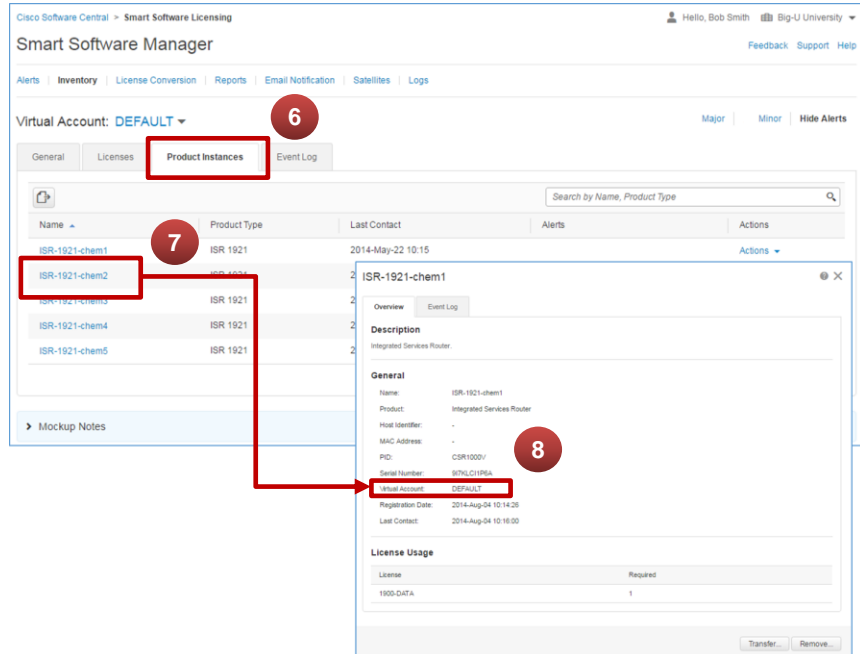 Cisco Software Central > Smart Software Licensing
Hello, Bob Smith Big-U University
Smart Software Manager
Feedback Support Help
Alerts Inventory License Conversion Reports Email Notification Satellites Logs
Virtual Account: DEFAULT
6
Major Minor Hide Alerts
General Licenses Product Instances Event Log
Search by Name, Product Type
Name Product Type Last Contact Alerts Actions
7
ISR-1921-chem1 ISR 1921 2014-May-22 10:15 Actions
ISR-1921-chem2 2
ISR-1921-chem3 ISR 1921 2
ISR-1921-chem4 ISR 1921 2
ISR-1921-chem5 ISR 1921 2
Mockup Notes
ISR-1921-chem1
Overview Event Log
Description
Integrated Services Router.
General
Name: ISR-1921-chem1
Product: Integrated Services Router
Host Identifier: -
MAC Address: -
8
PID: CSR1000V
Serial Number:
Virtual Account: DEFAULT
Registration Date: 2014-Aug-04 10:14:26
Last Contact: 2014-Aug-04 10:16:00
License Usage
License Required
1900-DATA 1
Transfer... Remove...